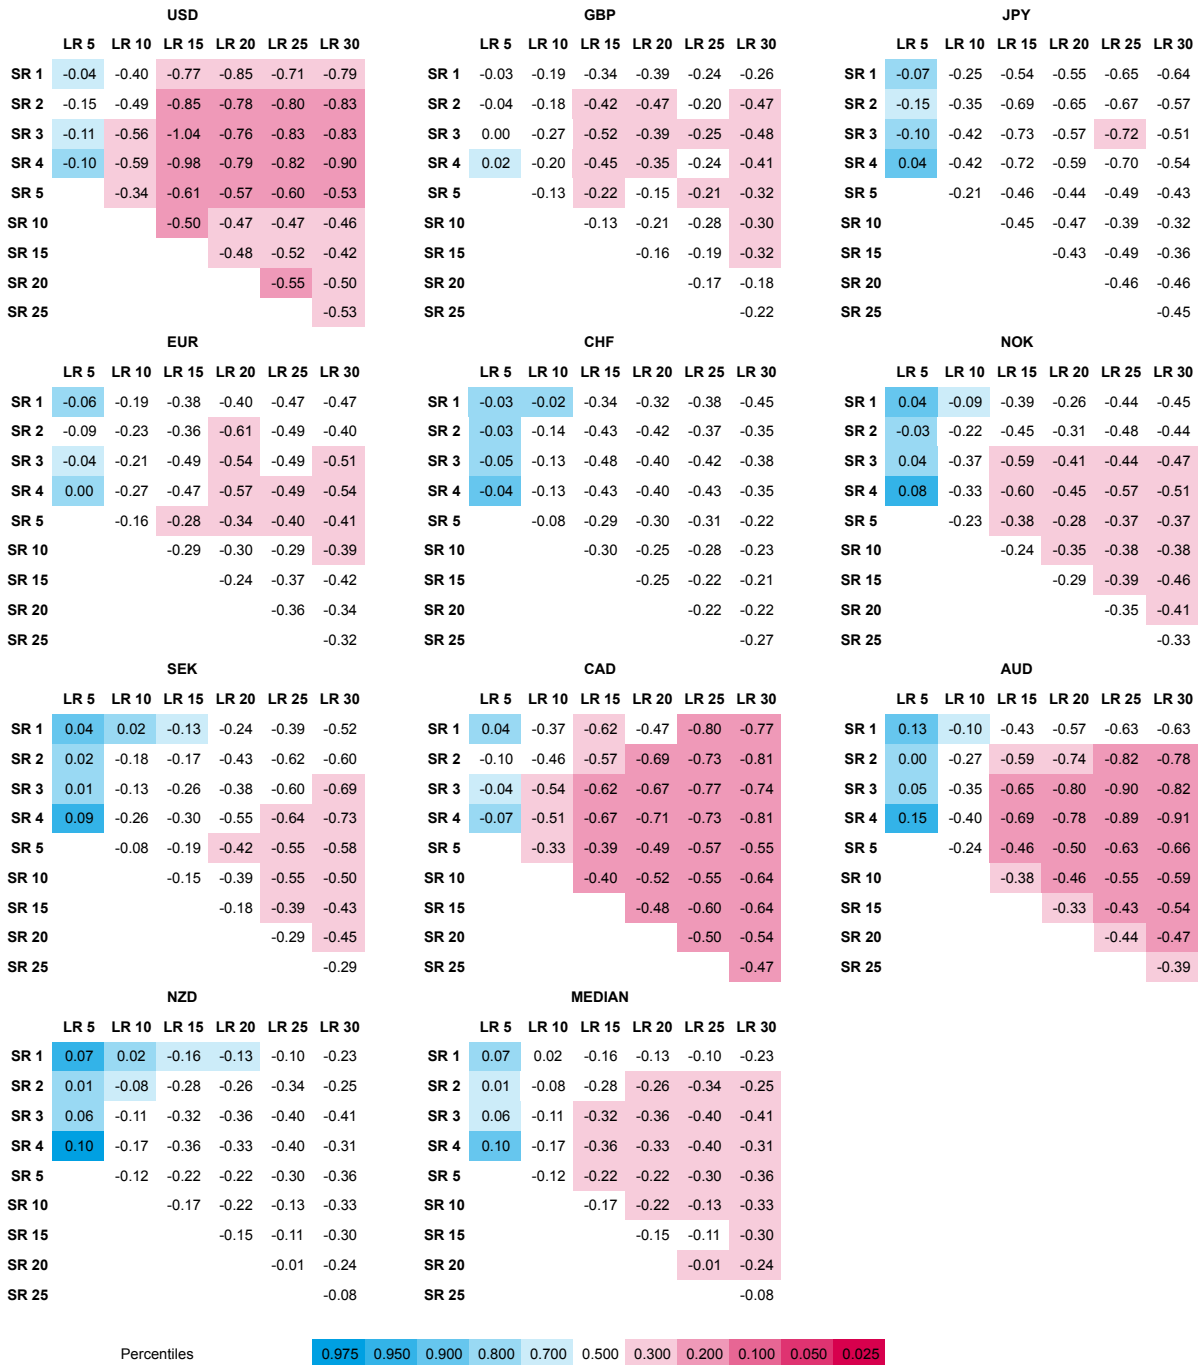 USD GBP JPY
LR 5 LR 10 LR 15 LR 20 LR 25 LR 30 LR 5 LR 10 LR 15 LR 20 LR 25 LR 30 LR 5 LR 10 LR 15 LR 20 LR 25 LR 30
SR 1 -0.04 -0.40 -0.77 -0.85 -0.71 -0.79 SR 1 -0.03 -0.19 -0.34 -0.39 -0.24 -0.26 SR 1 -0.07 -0.25 -0.54 -0.55 -0.65 -0.64
SR 2 -0.15 -0.49 -0.85 -0.78 -0.80 -0.83 SR 2 -0.04 -0.18 -0.42 -0.47 -0.20 -0.47 SR 2 -0.15 -0.35 -0.69 -0.65 -0.67 -0.57
SR 3 -0.11 -0.56 -1.04 -0.76 -0.83 -0.83 SR 3 0.00 -0.27 -0.52 -0.39 -0.25 -0.48 SR 3 -0.10 -0.42 -0.73 -0.57 -0.72 -0.51
SR 4 -0.10 -0.59 -0.98 -0.79 -0.82 -0.90 SR 4 0.02 -0.20 -0.45 -0.35 -0.24 -0.41 SR 4 0.04 -0.42 -0.72 -0.59 -0.70 -0.54
SR 5 -0.34 -0.61 -0.57 -0.60 -0.53 SR 5 -0.13 -0.22 -0.15 -0.21 -0.32 SR 5 -0.21 -0.46 -0.44 -0.49 -0.43
SR 10 -0.50 -0.47 -0.47 -0.46 SR 10 -0.13 -0.21 -0.28 -0.30 SR 10 -0.45 -0.47 -0.39 -0.32
SR 15 -0.48 -0.52 -0.42 SR 15 -0.16 -0.19 -0.32 SR 15 -0.43 -0.49 -0.36
SR 20 -0.55 -0.50 SR 20 -0.17 -0.18 SR 20 -0.46 -0.46
SR 25 -0.53 SR 25 -0.22 SR 25 -0.45
EUR CHF NOK
LR 5 LR 10 LR 15 LR 20 LR 25 LR 30 LR 5 LR 10 LR 15 LR 20 LR 25 LR 30 LR 5 LR 10 LR 15 LR 20 LR 25 LR 30
SR 1 -0.06 -0.19 -0.38 -0.40 -0.47 -0.47 SR 1 -0.03 -0.02 -0.34 -0.32 -0.38 -0.45 SR 1 0.04 -0.09 -0.39 -0.26 -0.44 -0.45
SR 2 -0.09 -0.23 -0.36 -0.61 -0.49 -0.40 SR 2 -0.03 -0.14 -0.43 -0.42 -0.37 -0.35 SR 2 -0.03 -0.22 -0.45 -0.31 -0.48 -0.44
SR 3 -0.04 -0.21 -0.49 -0.54 -0.49 -0.51 SR 3 -0.05 -0.13 -0.48 -0.40 -0.42 -0.38 SR 3 0.04 -0.37 -0.59 -0.41 -0.44 -0.47
SR 4 0.00 -0.27 -0.47 -0.57 -0.49 -0.54 SR 4 -0.04 -0.13 -0.43 -0.40 -0.43 -0.35 SR 4 0.08 -0.33 -0.60 -0.45 -0.57 -0.51
SR 5 -0.16 -0.28 -0.34 -0.40 -0.41 SR 5 -0.08 -0.29 -0.30 -0.31 -0.22 SR 5 -0.23 -0.38 -0.28 -0.37 -0.37
SR 10 -0.29 -0.30 -0.29 -0.39 SR 10 -0.30 -0.25 -0.28 -0.23 SR 10 -0.24 -0.35 -0.38 -0.38
SR 15 -0.24 -0.37 -0.42 SR 15 -0.25 -0.22 -0.21 SR 15 -0.29 -0.39 -0.46
SR 20 -0.36 -0.34 SR 20 -0.22 -0.22 SR 20 -0.35 -0.41
SR 25 -0.32 SR 25 -0.27 SR 25 -0.33
SEK CAD AUD
LR 5 LR 10 LR 15 LR 20 LR 25 LR 30 LR 5 LR 10 LR 15 LR 20 LR 25 LR 30 LR 5 LR 10 LR 15 LR 20 LR 25 LR 30
SR 1 0.04 0.02 -0.13 -0.24 -0.39 -0.52 SR 1 0.04 -0.37 -0.62 -0.47 -0.80 -0.77 SR 1 0.13 -0.10 -0.43 -0.57 -0.63 -0.63
SR 2 0.02 -0.18 -0.17 -0.43 -0.62 -0.60 SR 2 -0.10 -0.46 -0.57 -0.69 -0.73 -0.81 SR 2 0.00 -0.27 -0.59 -0.74 -0.82 -0.78
SR 3 0.01 -0.13 -0.26 -0.38 -0.60 -0.69 SR 3 -0.04 -0.54 -0.62 -0.67 -0.77 -0.74 SR 3 0.05 -0.35 -0.65 -0.80 -0.90 -0.82
SR 4 0.09 -0.26 -0.30 -0.55 -0.64 -0.73 SR 4 -0.07 -0.51 -0.67 -0.71 -0.73 -0.81 SR 4 0.15 -0.40 -0.69 -0.78 -0.89 -0.91
SR 5 -0.08 -0.19 -0.42 -0.55 -0.58 SR 5 -0.33 -0.39 -0.49 -0.57 -0.55 SR 5 -0.24 -0.46 -0.50 -0.63 -0.66
SR 10 -0.15 -0.39 -0.55 -0.50 SR 10 -0.40 -0.52 -0.55 -0.64 SR 10 -0.38 -0.46 -0.55 -0.59
SR 15 -0.18 -0.39 -0.43 SR 15 -0.48 -0.60 -0.64 SR 15 -0.33 -0.43 -0.54
SR 20 -0.29 -0.45 SR 20 -0.50 -0.54 SR 20 -0.44 -0.47
SR 25 -0.29 SR 25 -0.47 SR 25 -0.39
NZD MEDIAN
LR 5 LR 10 LR 15 LR 20 LR 25 LR 30 LR 5 LR 10 LR 15 LR 20 LR 25 LR 30
SR 1 0.07 0.02 -0.16 -0.13 -0.10 -0.23 SR 1 0.07 0.02 -0.16 -0.13 -0.10 -0.23
SR 2 0.01 -0.08 -0.28 -0.26 -0.34 -0.25 SR 2 0.01 -0.08 -0.28 -0.26 -0.34 -0.25
SR 3 0.06 -0.11 -0.32 -0.36 -0.40 -0.41 SR 3 0.06 -0.11 -0.32 -0.36 -0.40 -0.41
SR 4 0.10 -0.17 -0.36 -0.33 -0.40 -0.31 SR 4 0.10 -0.17 -0.36 -0.33 -0.40 -0.31
SR 5 -0.12 -0.22 -0.22 -0.30 -0.36 SR 5 -0.12 -0.22 -0.22 -0.30 -0.36
SR 10 -0.17 -0.22 -0.13 -0.33 SR 10 -0.17 -0.22 -0.13 -0.33
SR 15 -0.15 -0.11 -0.30 SR 15 -0.15 -0.11 -0.30
SR 20 -0.01 -0.24 SR 20 -0.01 -0.24
SR 25 -0.08 SR 25 -0.08
Percentiles 0.975 0.950 0.900 0.800 0.700 0.500 0.300 0.200 0.100 0.050 0.025